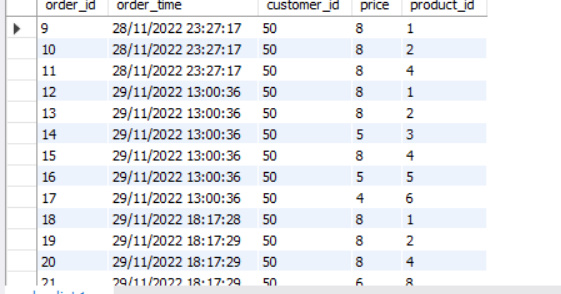 order_id order_time customer_id price product_id
9 28/11/2022 23:27:17 50 8 1
10 28/11/2022 23:27:17 50 8 2
11 28/11/2022 23:27:17 50 8 4
12 29/11/2022 13:00:36 50 8 1
13 29/11/2022 13:00:36 50 8 2
14 29/11/2022 13:00:36 50 5 3
15 29/11/2022 13:00:36 50 8 4
16 29/11/2022 13:00:36 50 5 5
17 29/11/2022 13:00:36 50 4 6
18 29/11/2022 18:17:28 50 8 1
19 29/11/2022 18:17:29 50 8 2
20 29/11/2022 18:17:29 50 8 4
21 29/11/2022 18:17:29 50 6 8